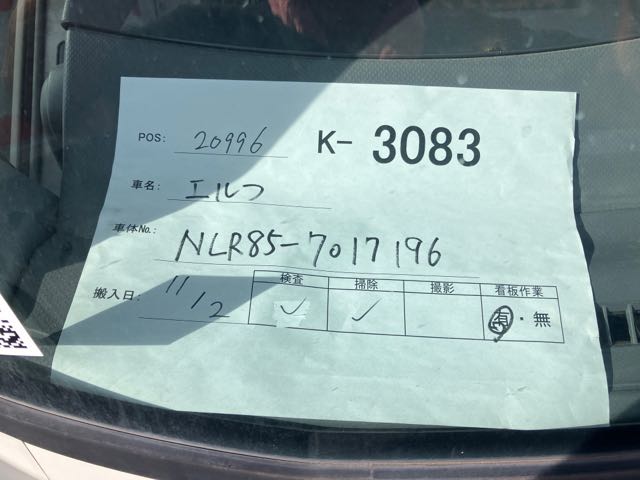 POS: 20996 K- 3083
車名: エルフ
車体No.: NLR85-7017196
搬入日: 11/2
検査 掃除 撮影 看板作業
✓ ✓ 有・無